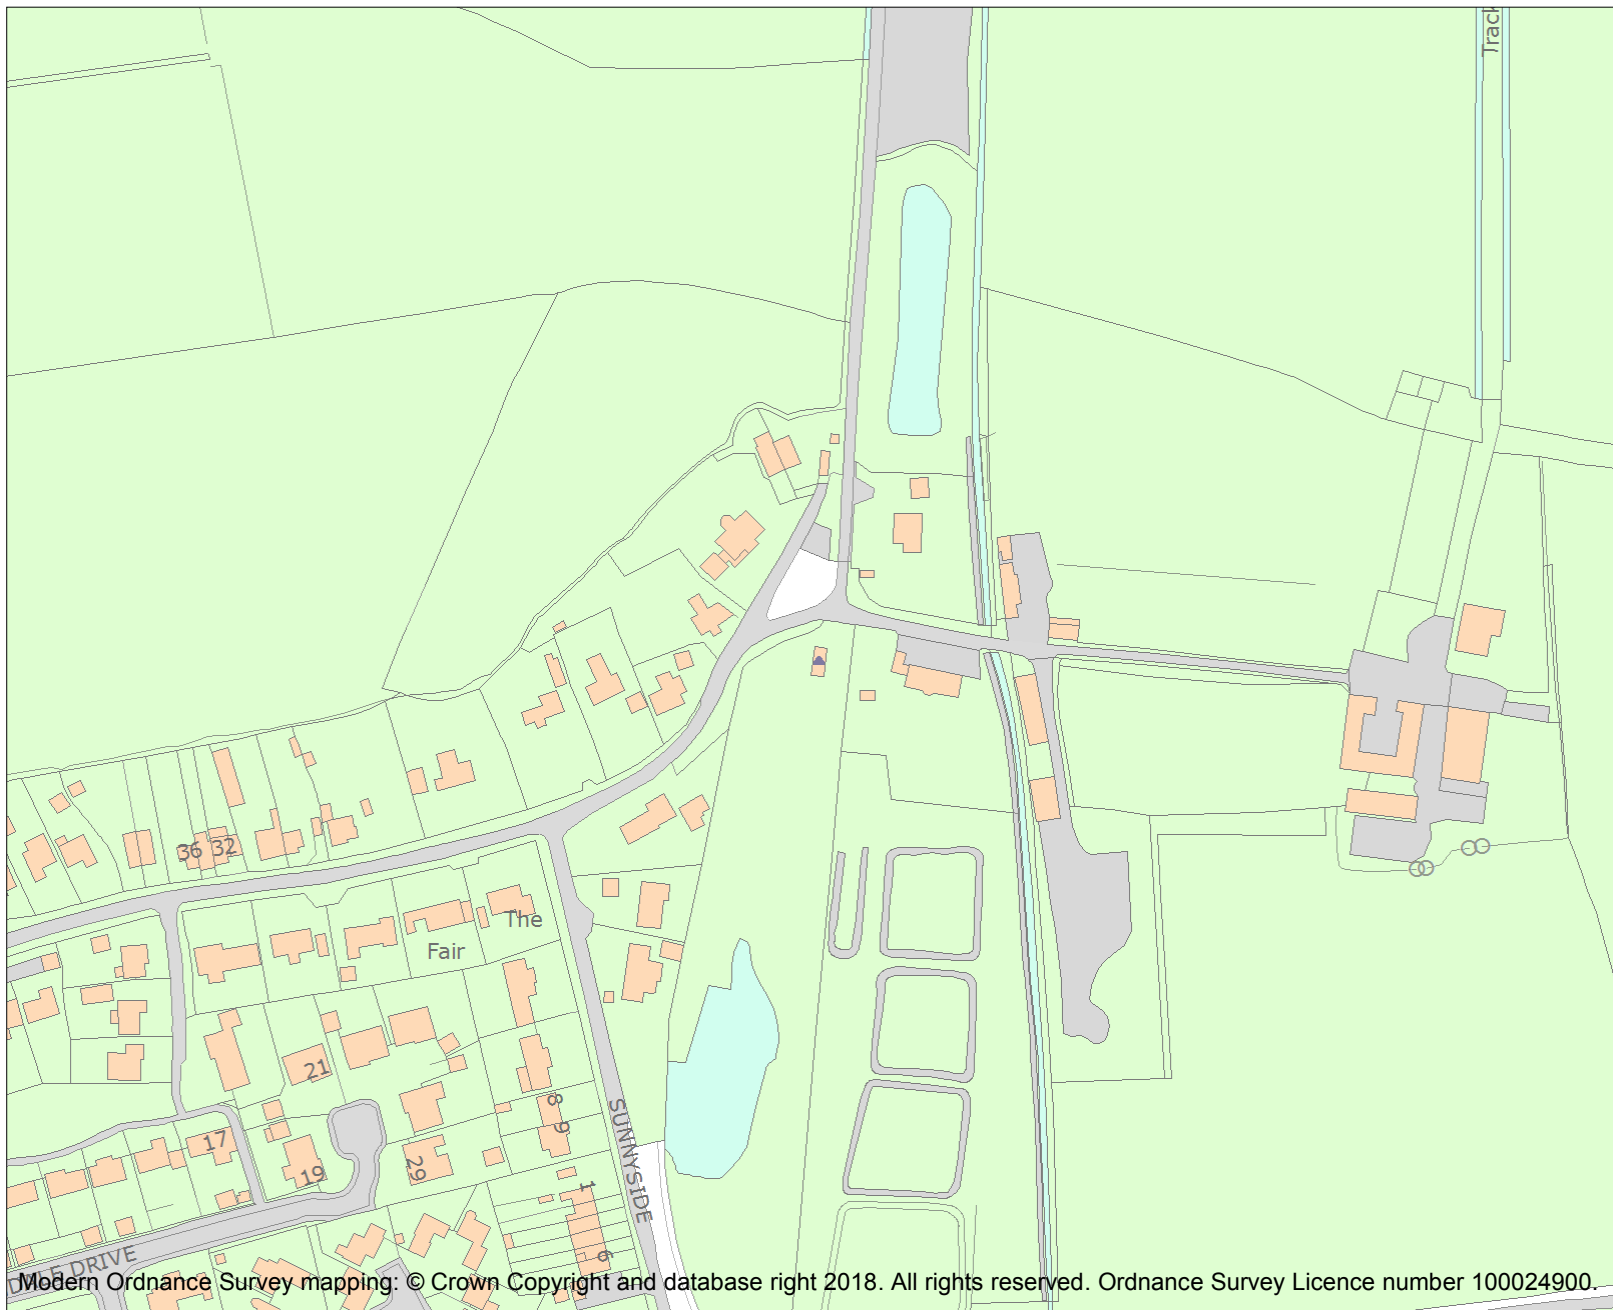 Track
36 32
The
Fair
21
8 9
17
19
29
SUNNYSIDE
1
6
DALE DRIVE
Modern Ordnance Survey mapping: © Crown Copyright and database right 2018. All rights reserved. Ordnance Survey Licence number 100024900.